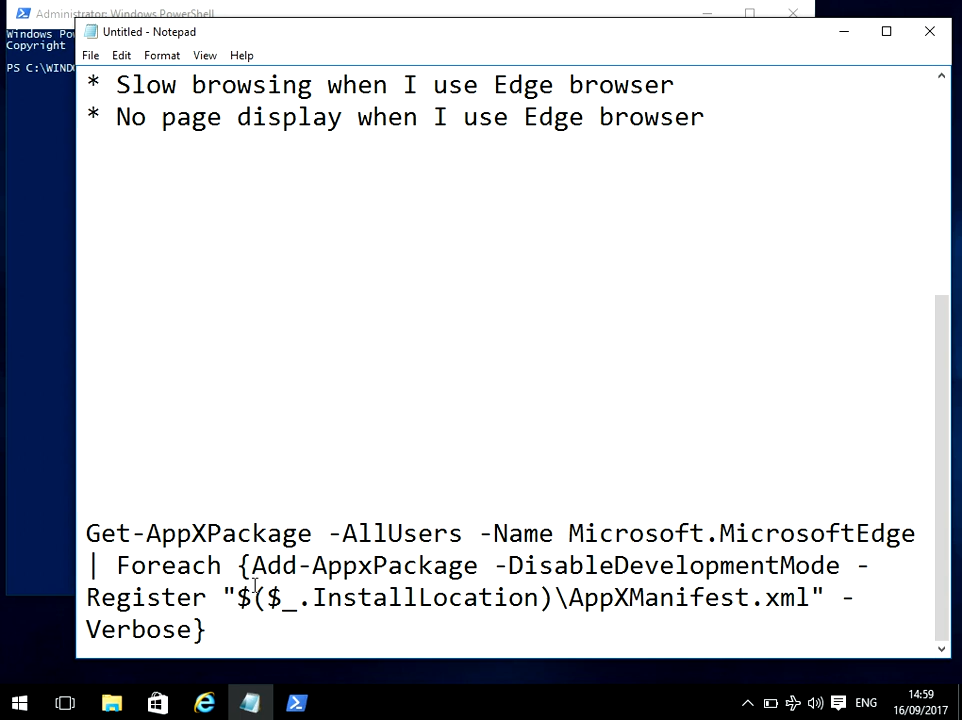 Administrator: Windows PowerShell
Windows Pow
Copyright
PS C:\WIND
Untitled - Notepad
File Edit Format View Help
* Slow browsing when I use Edge browser
* No page display when I use Edge browser
Get-AppXPackage -AllUsers -Name Microsoft.MicrosoftEdge
| Foreach {Add-AppxPackage -DisableDevelopmentMode -
Register "$($_.InstallLocation)\AppXManifest.xml" -
Verbose}
ENG
14:59
16/09/2017